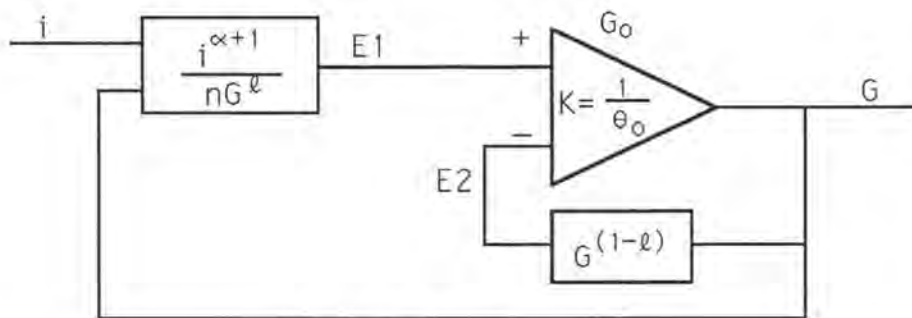 i
i^{α+1}
nG^ℓ
E1
+
G₀
K= 1/θ₀
G
−
E2
G^{(1-ℓ)}